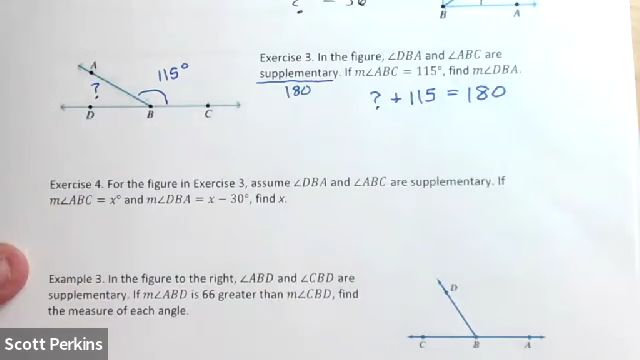 ? = 56
B A
A
115°
?
D B C
Exercise 3. In the figure, ∠DBA and ∠ABC are
supplementary. If m∠ABC = 115°, find m∠DBA.
180
? + 115 = 180
Exercise 4. For the figure in Exercise 3, assume ∠DBA and ∠ABC are supplementary. If
m∠ABC = x° and m∠DBA = x − 30°, find x.
Example 3. In the figure to the right, ∠ABD and ∠CBD are
supplementary. If m∠ABD is 66 greater than m∠CBD, find
the measure of each angle.
D
C B A
Scott Perkins